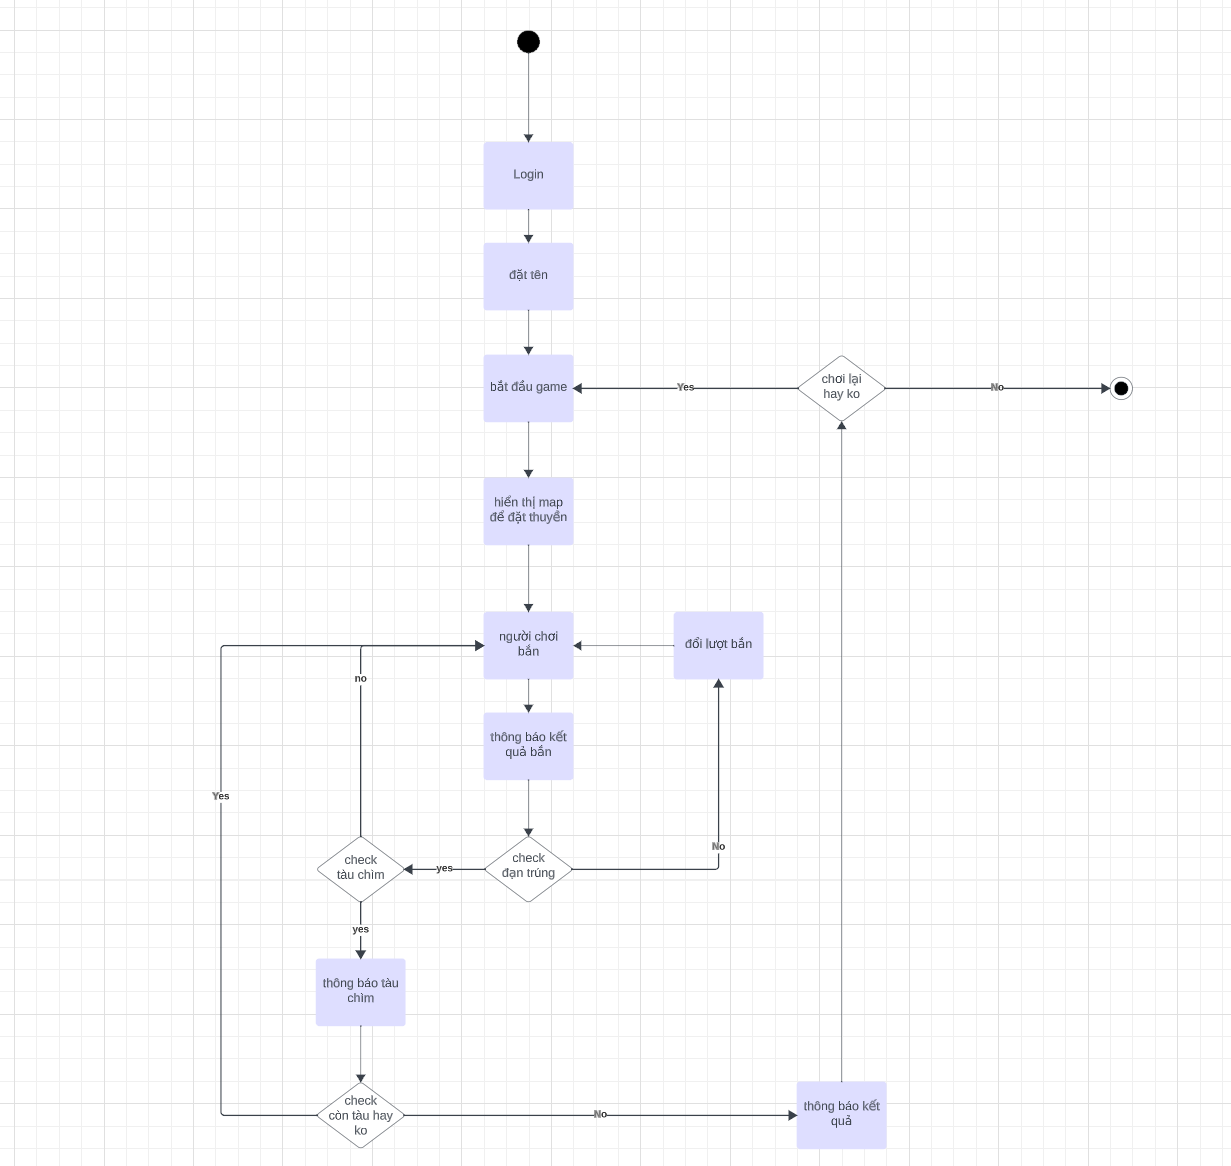 Login
đặt tên
bắt đầu game
Yes
chơi lại
hay ko
No
hiển thị map
để đặt thuyền
người chơi
bắn
đổi lượt bắn
no
thông báo kết
quả bắn
Yes
No
check
tàu chìm
yes
check
đạn trúng
yes
thông báo tàu
chìm
check
còn tàu hay
ko
No
thông báo kết
quả